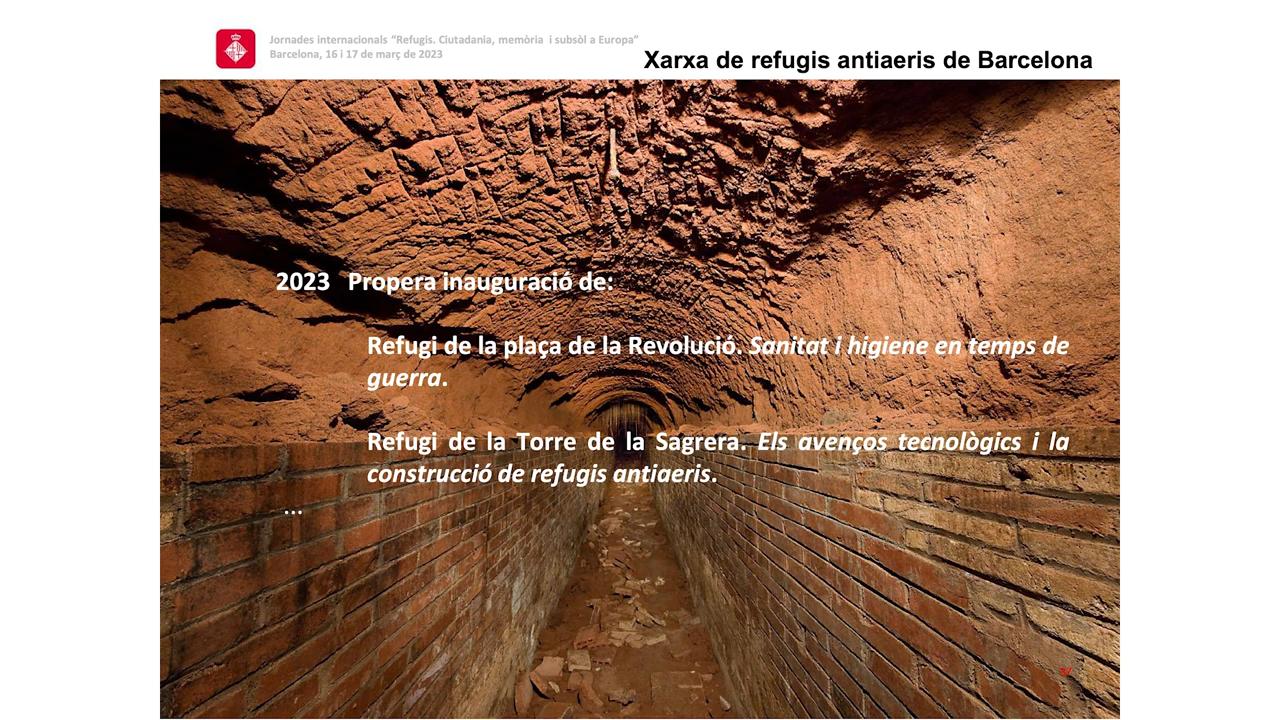 Jornades internacionals “Refugis. Ciutadania, memòria i subsòl a Europa”
Barcelona, 16 i 17 de març de 2023
Xarxa de refugis antiaeris de Barcelona
2023 Propera inauguració de:
Refugi de la plaça de la Revolució. Sanitat i higiene en temps de
guerra.
Refugi de la Torre de la Sagrera. Els avenços tecnològics i la
construcció de refugis antiaeris.
...